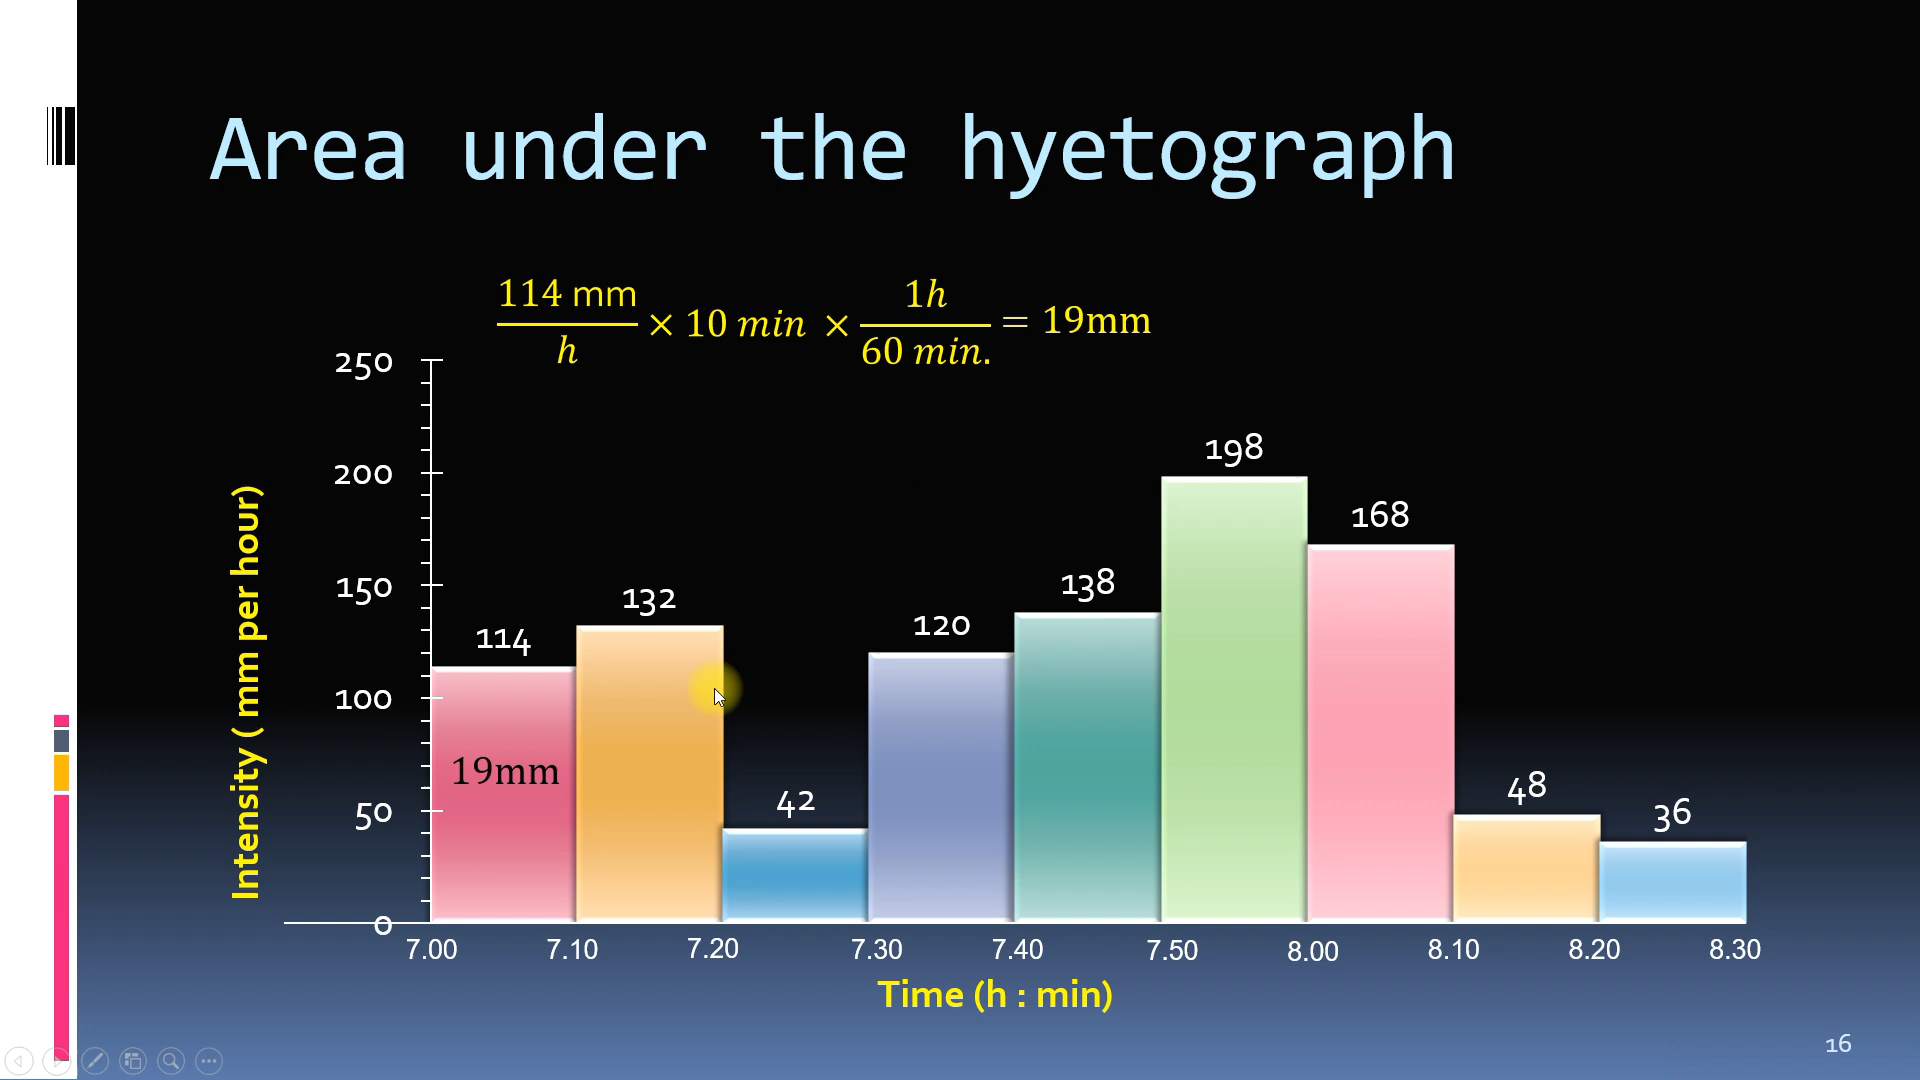 Area under the hyetograph
114 mm
h
× 10 min ×
1h
60 min.
= 19mm
250
200
150
100
50
0
Intensity ( mm per hour)
114
132
42
120
138
198
168
48
36
19mm
7.00 7.10 7.20 7.30 7.40 7.50 8.00 8.10 8.20 8.30
Time (h : min)
16